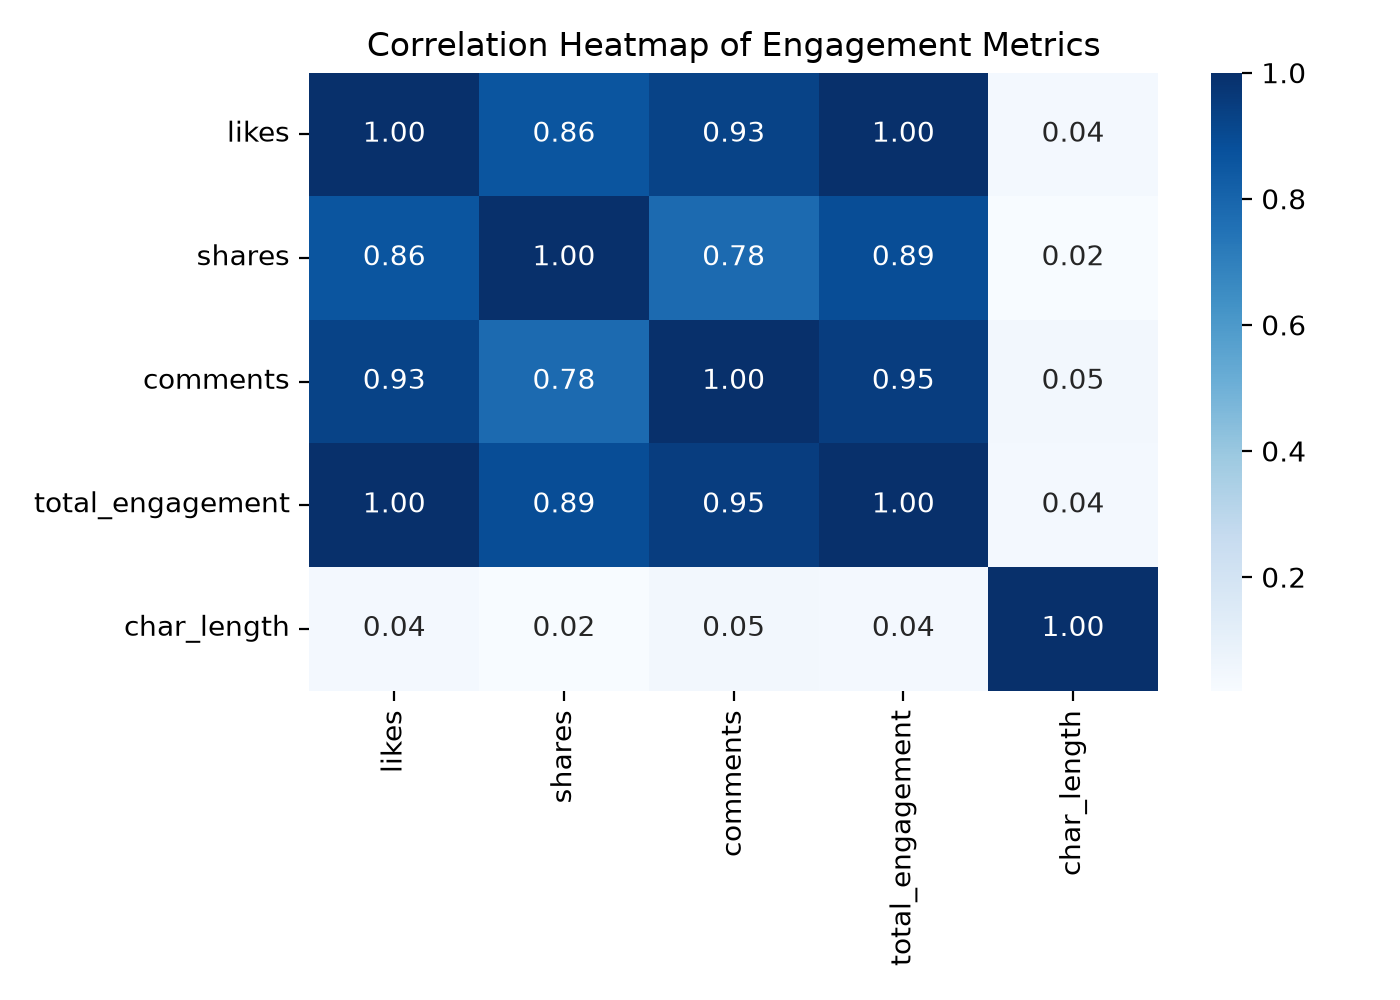 Correlation Heatmap of Engagement Metrics
likes 1.00 0.86 0.93 1.00 0.04
shares 0.86 1.00 0.78 0.89 0.02
comments 0.93 0.78 1.00 0.95 0.05
total_engagement 1.00 0.89 0.95 1.00 0.04
char_length 0.04 0.02 0.05 0.04 1.00
likes
shares
comments
total_engagement
char_length
1.0
0.8
0.6
0.4
0.2